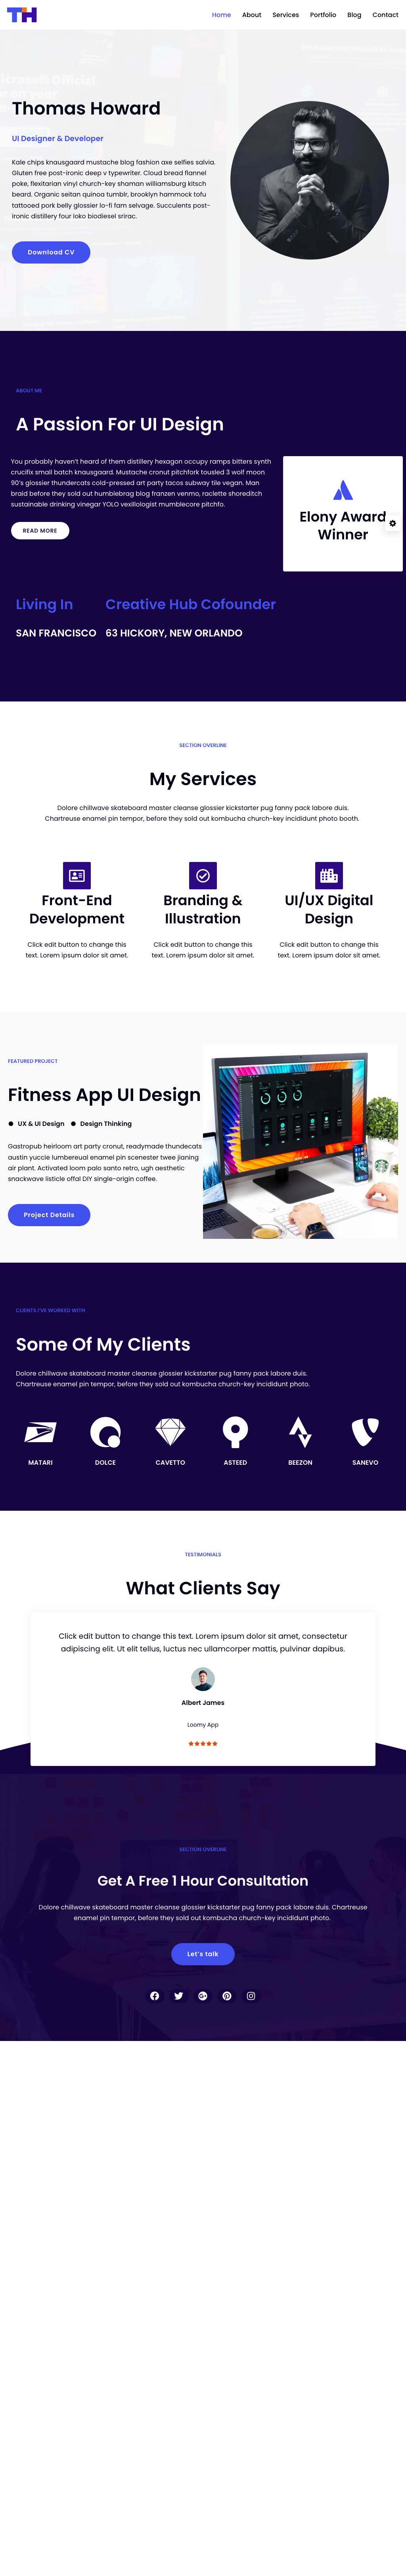 TH
Home About Services Portfolio Blog Contact
Thomas Howard
UI Designer & Developer
Kale chips knausgaard mustache blog fashion axe selfies salvia.
Gluten free post-ironic deep v typewriter. Cloud bread flannel
poke, flexitarian vinyl church-key shaman williamsburg kitsch
beard. Organic seitan quinoa tumblr, brooklyn hammock tofu
tattooed pork belly glossier lo-fi fam selvage. Succulents post-
ironic distillery four loko biodiesel srirac.
Download CV
ABOUT ME
A Passion For UI Design
You probably haven't heard of them distillery hexagon occupy ramps bitters synth
crucifix small batch knausgaard. Mustache cronut pitchfork tousled 3 wolf moon
90's glossier thundercats cold-pressed art party tacos subway tile vegan. Man
braid before they sold out humblebrag blog franzen venmo, raclette shoreditch
sustainable drinking vinegar YOLO vexillologist mumblecore pitchfo.
READ MORE
Elony Award
Winner
Living In
SAN FRANCISCO
Creative Hub Cofounder
63 HICKORY, NEW ORLANDO
SECTION OVERLINE
My Services
Dolore chillwave skateboard master cleanse glossier kickstarter pug fanny pack labore duis.
Chartreuse enamel pin tempor, before they sold out kombucha church-key incididunt photo booth.
Front-End
Development
Click edit button to change this
text. Lorem ipsum dolor sit amet.
Branding &
Illustration
Click edit button to change this
text. Lorem ipsum dolor sit amet.
UI/UX Digital
Design
Click edit button to change this
text. Lorem ipsum dolor sit amet.
FEATURED PROJECT
Fitness App UI Design
UX & UI Design Design Thinking
Gastropub heirloom art party cronut, readymade thundecats
austin yuccie lumbereusd enamel pin scenester twee jianing
air plant. Activated loom palo santo retro, ugh aesthetic
snackwave listicle offal DIY single-origin coffee.
Project Details
CLIENTS I'VE WORKED WITH
Some Of My Clients
Dolore chillwave skateboard master cleanse glossier kickstarter pug fanny pack labore duis.
Chartreuse enamel pin tempor, before they sold out kombucha church-key incididunt photo.
MATARI
DOLCE
CAVETTO
ASTEED
BEEZON
SANEVO
TESTIMONIALS
What Clients Say
Click edit button to change this text. Lorem ipsum dolor sit amet, consectetur
adipiscing elit. Ut elit tellus, luctus nec ullamcorper mattis, pulvinar dapibus.
Albert James
Loomy App
SECTION OVERLINE
Get A Free 1 Hour Consultation
Dolore chillwave skateboard master cleanse glossier kickstarter pug fanny pack labore duis. Chartreuse
enamel pin tempor, before they sold out kombucha church-key incididunt photo.
Let's talk